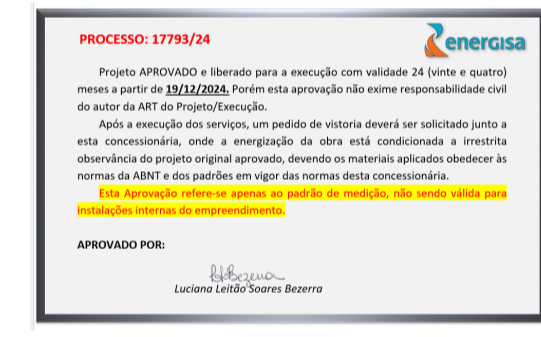 PROCESSO: 17793/24
energisa
Projeto APROVADO e liberado para a execução com validade 24 (vinte e quatro)
meses a partir de 19/12/2024. Porém esta aprovação não exime responsabilidade civil
do autor da ART do Projeto/Execução.
Após a execução dos serviços, um pedido de vistoria deverá ser solicitado junto a
esta concessionária, onde a energização da obra está condicionada a irrestrita
observância do projeto original aprovado, devendo os materiais aplicados obedecer às
normas da ABNT e dos padrões em vigor das normas desta concessionária.
Esta Aprovação refere-se apenas ao padrão de medição, não sendo válida para
instalações internas do empreendimento.
APROVADO POR:
Luciana Leitão Soares Bezerra